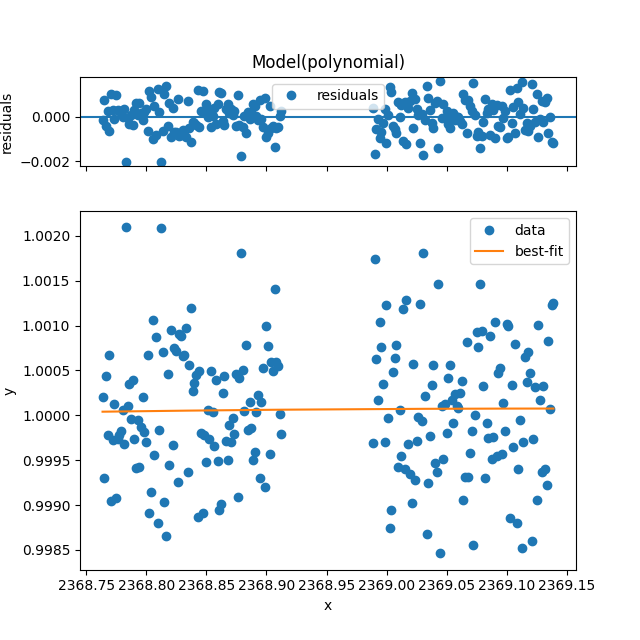 Model(polynomial)
residuals
0.000
−0.002
residuals
data
best-fit
y
1.0020
1.0015
1.0010
1.0005
1.0000
0.9995
0.9990
0.9985
2368.75 2368.80 2368.85 2368.90 2368.95 2369.00 2369.05 2369.10 2369.15
x